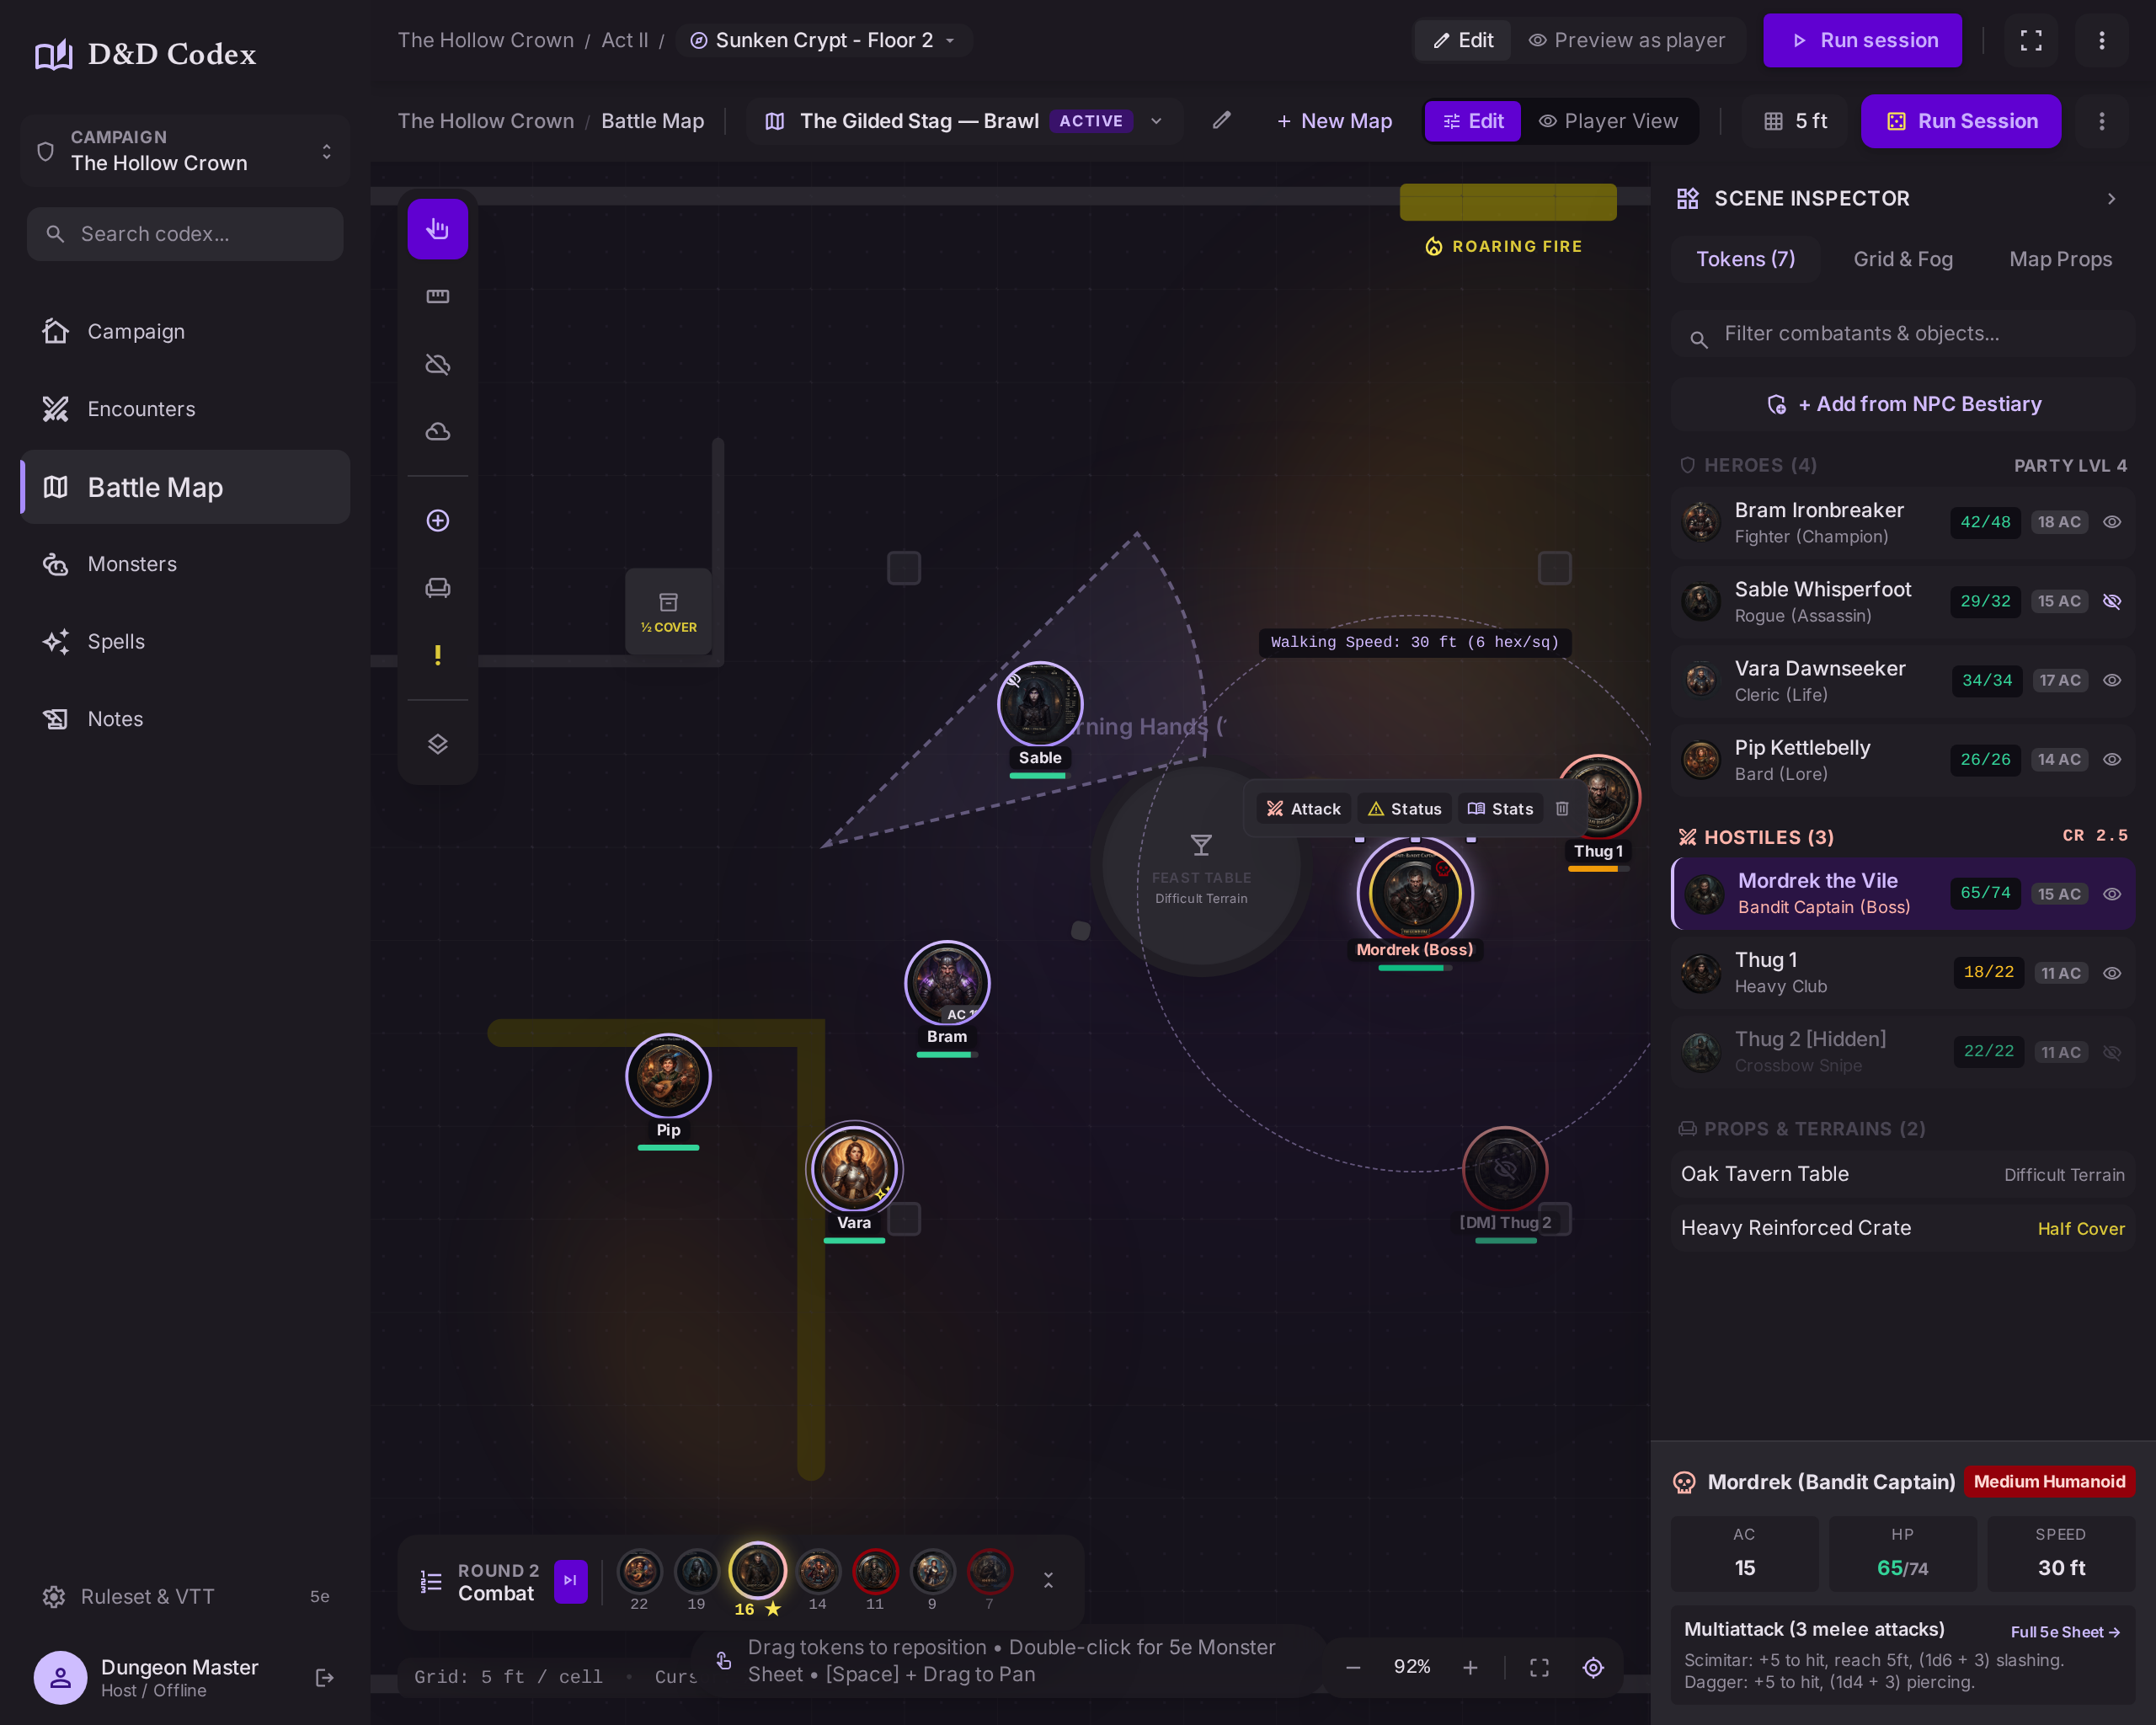 D&D Codex
CAMPAIGN
The Hollow Crown
Search codex...
Campaign
Encounters
Battle Map
Monsters
Spells
Notes
Ruleset & VTT 5e
Dungeon Master
Host / Offline
The Hollow Crown / Act II / Sunken Crypt - Floor 2
Edit Preview as player Run session
The Hollow Crown / Battle Map The Gilded Stag — Brawl ACTIVE + New Map Edit Player View 5 ft Run Session
ROARING FIRE
½ COVER
Walking Speed: 30 ft (6 hex/sq)
rning Hands (
Sable
Attack Status Stats
Thug 1
FEAST TABLE
Difficult Terrain
Mordrek (Boss)
AC 1
Bram
Pip
Vara
[DM] Thug 2
ROUND 2
Combat
22 19 16 ★ 14 11 9 7
Grid: 5 ft / cell • Curs
Drag tokens to reposition • Double-click for 5e Monster
Sheet • [Space] + Drag to Pan
92%
SCENE INSPECTOR
Tokens (7) Grid & Fog Map Props
Filter combatants & objects...
+ Add from NPC Bestiary
HEROES (4) PARTY LVL 4
Bram Ironbreaker
Fighter (Champion)
42/48 18 AC
Sable Whisperfoot
Rogue (Assassin)
29/32 15 AC
Vara Dawnseeker
Cleric (Life)
34/34 17 AC
Pip Kettlebelly
Bard (Lore)
26/26 14 AC
HOSTILES (3) CR 2.5
Mordrek the Vile
Bandit Captain (Boss)
65/74 15 AC
Thug 1
Heavy Club
18/22 11 AC
Thug 2 [Hidden]
Crossbow Snipe
22/22 11 AC
PROPS & TERRAINS (2)
Oak Tavern Table Difficult Terrain
Heavy Reinforced Crate Half Cover
Mordrek (Bandit Captain) Medium Humanoid
AC HP SPEED
15 65/74 30 ft
Multiattack (3 melee attacks) Full 5e Sheet →
Scimitar: +5 to hit, reach 5ft, (1d6 + 3) slashing.
Dagger: +5 to hit, (1d4 + 3) piercing.